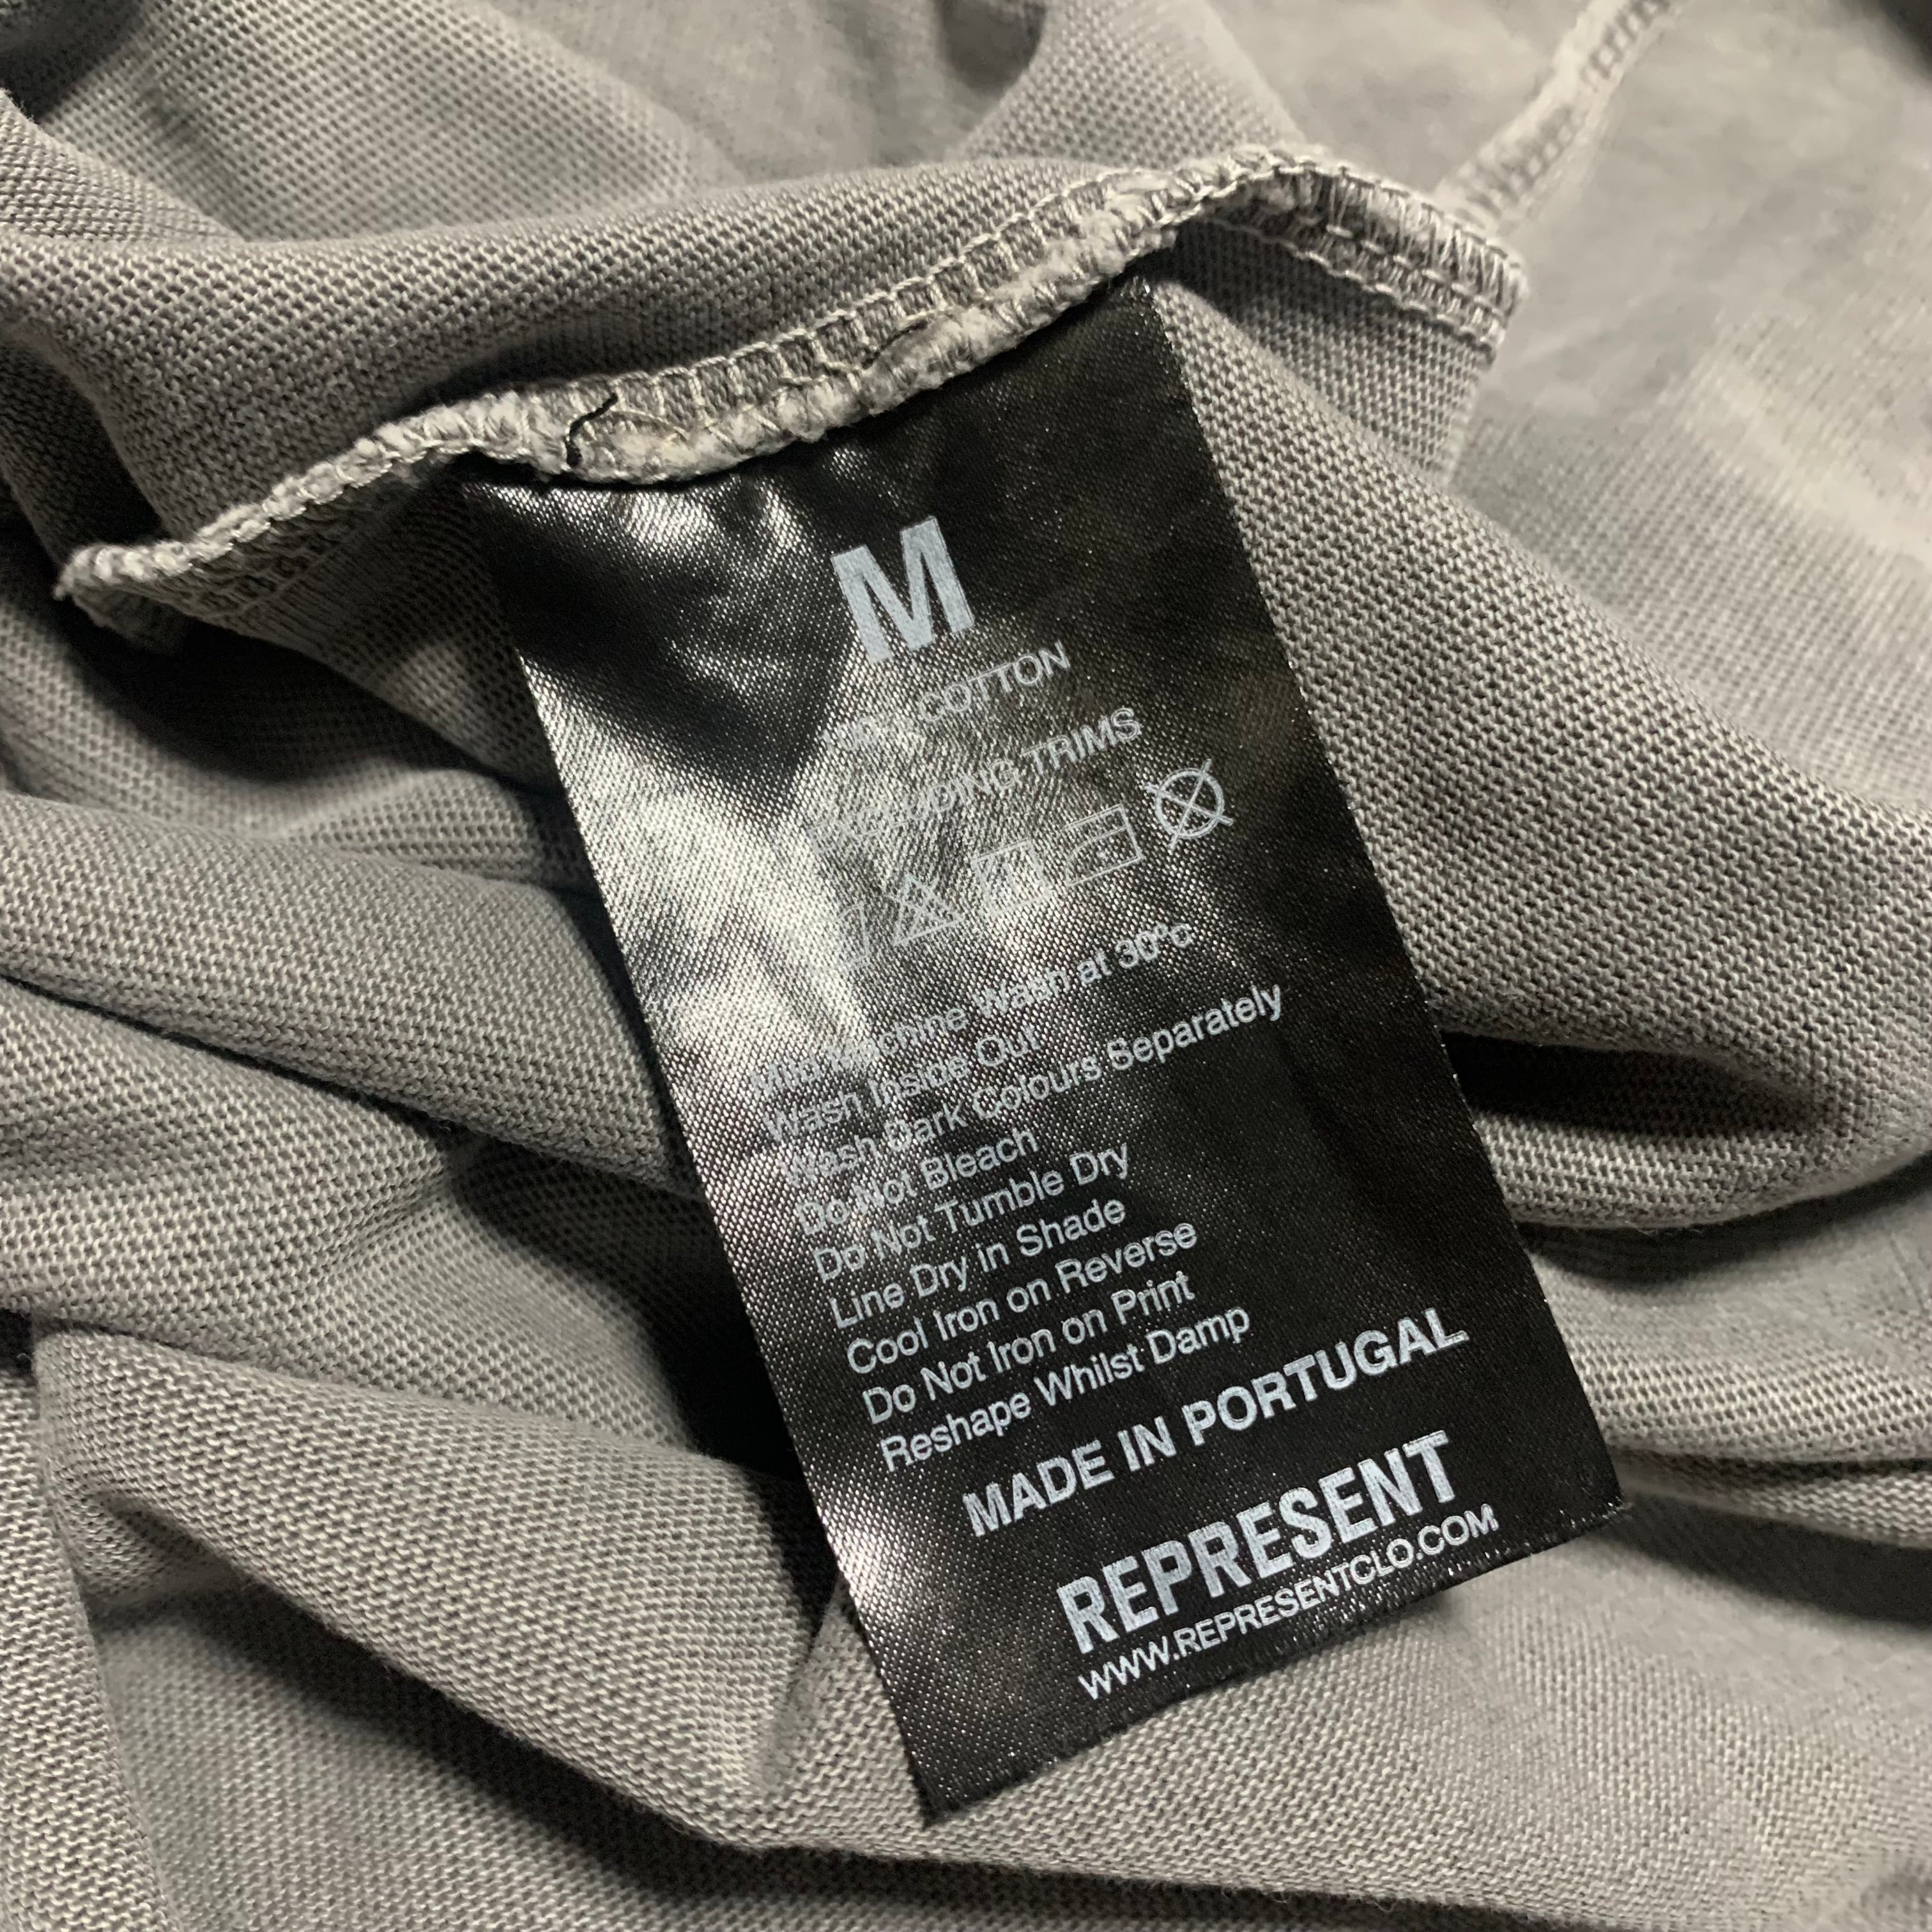 M
COTTON
EXCLUDING TRIMS
Mild Machine Wash at 30°c
Wash Inside Out
Wash Dark Colours Separately
Do Not Bleach
Do Not Tumble Dry
Line Dry in Shade
Cool Iron on Reverse
Do Not Iron on Print
Reshape Whilst Damp
MADE IN PORTUGAL
REPRESENT
WWW.REPRESENTCLO.COM